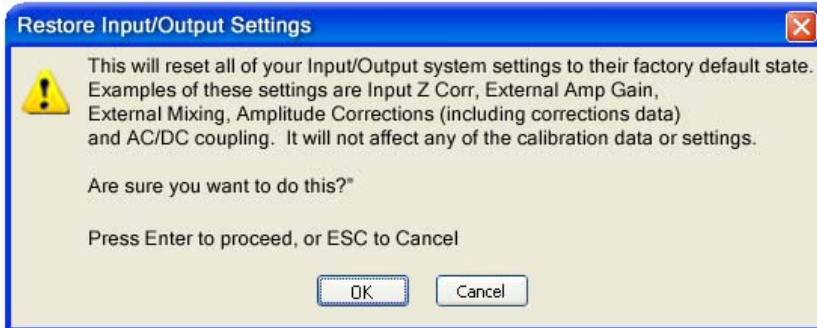 Restore Input/Output Settings
This will reset all of your Input/Output system settings to their factory default state.
Examples of these settings are Input Z Corr, External Amp Gain,
External Mixing, Amplitude Corrections (including corrections data)
and AC/DC coupling.  It will not affect any of the calibration data or settings.
Are sure you want to do this?"
Press Enter to proceed, or ESC to Cancel
OK
Cancel